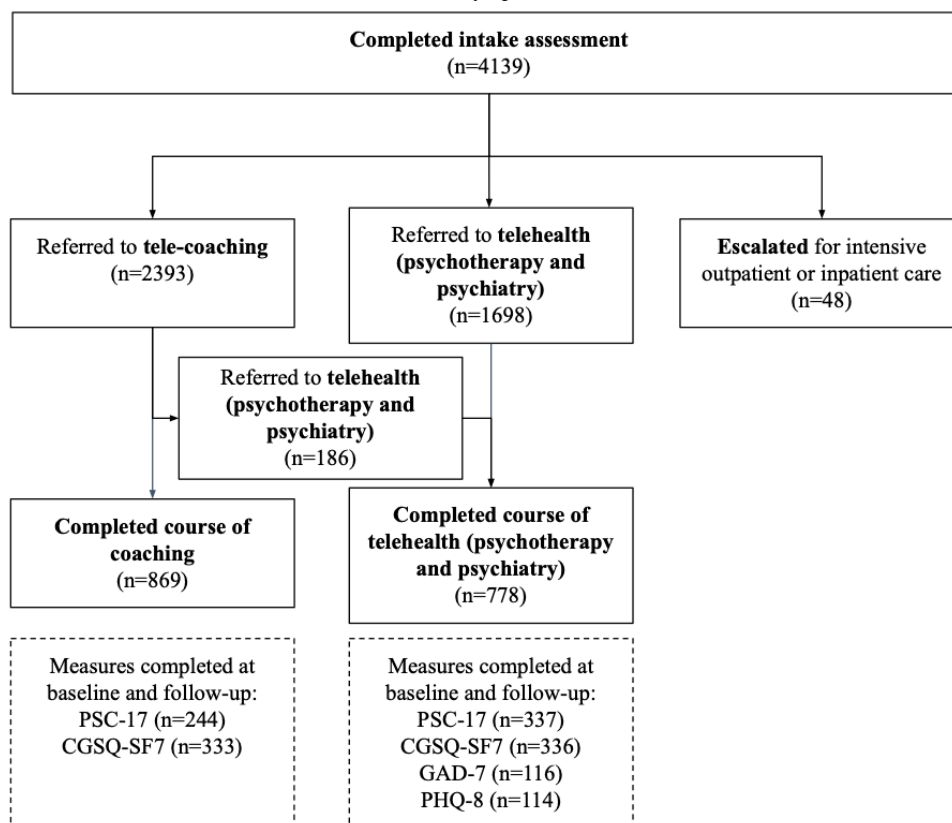 Completed intake assessment
(n=4139)
Referred to tele-coaching
(n=2393)
Referred to telehealth
(psychotherapy and
psychiatry)
(n=1698)
Escalated for intensive
outpatient or inpatient care
(n=48)
Referred to telehealth
(psychotherapy and
psychiatry)
(n=186)
Completed course of
coaching
(n=869)
Completed course of
telehealth (psychotherapy
and psychiatry)
(n=778)
Measures completed at
baseline and follow-up:
PSC-17 (n=244)
CGSQ-SF7 (n=333)
Measures completed at
baseline and follow-up:
PSC-17 (n=337)
CGSQ-SF7 (n=336)
GAD-7 (n=116)
PHQ-8 (n=114)